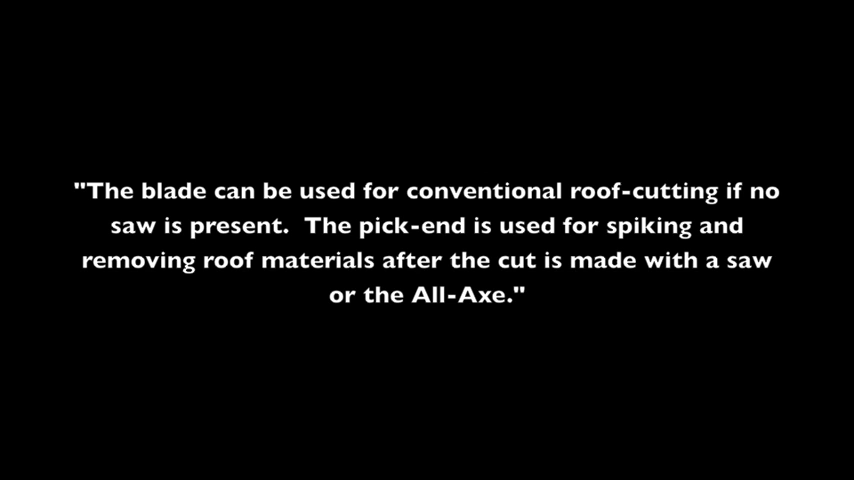 "The blade can be used for conventional roof-cutting if no
saw is present.  The pick-end is used for spiking and
removing roof materials after the cut is made with a saw
or the All-Axe."